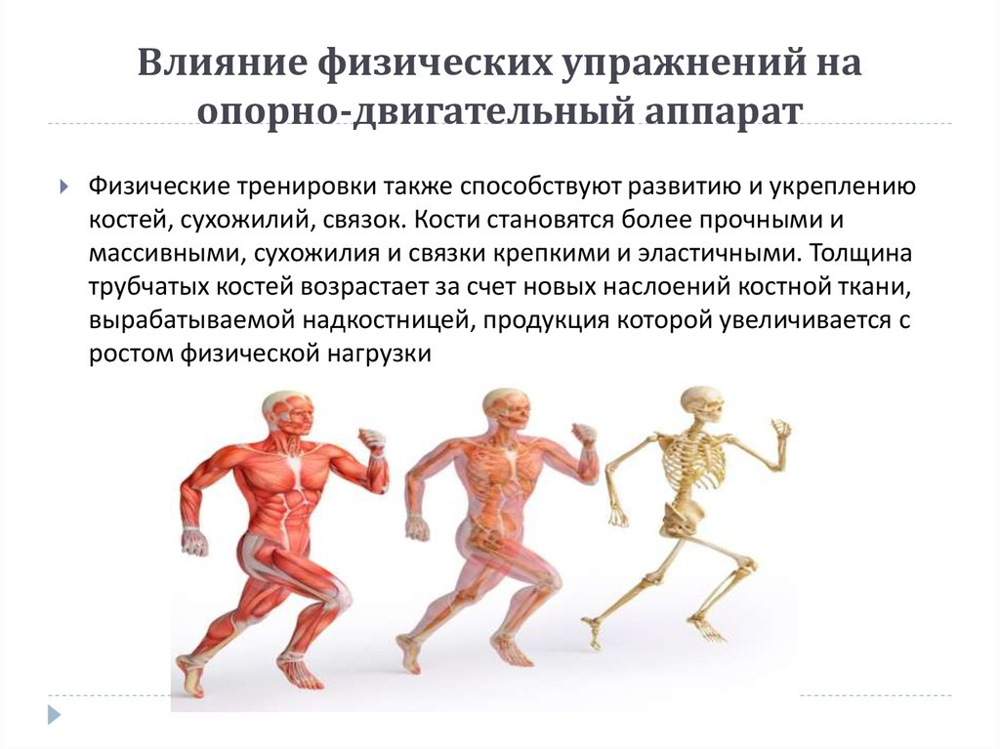 Влияние физических упражнений на
опорно-двигательный аппарат
Физические тренировки также способствуют развитию и укреплению
костей, сухожилий, связок. Кости становятся более прочными и
массивными, сухожилия и связки крепкими и эластичными. Толщина
трубчатых костей возрастает за счет новых наслоений костной ткани,
вырабатываемой надкостницей, продукция которой увеличивается с
ростом физической нагрузки